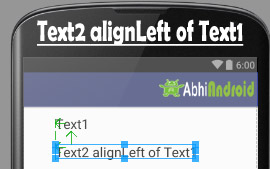 Text2 alignLeft of Text1
6:00
AbhiAndroid
Text1
Text2 alignLeft of Text1